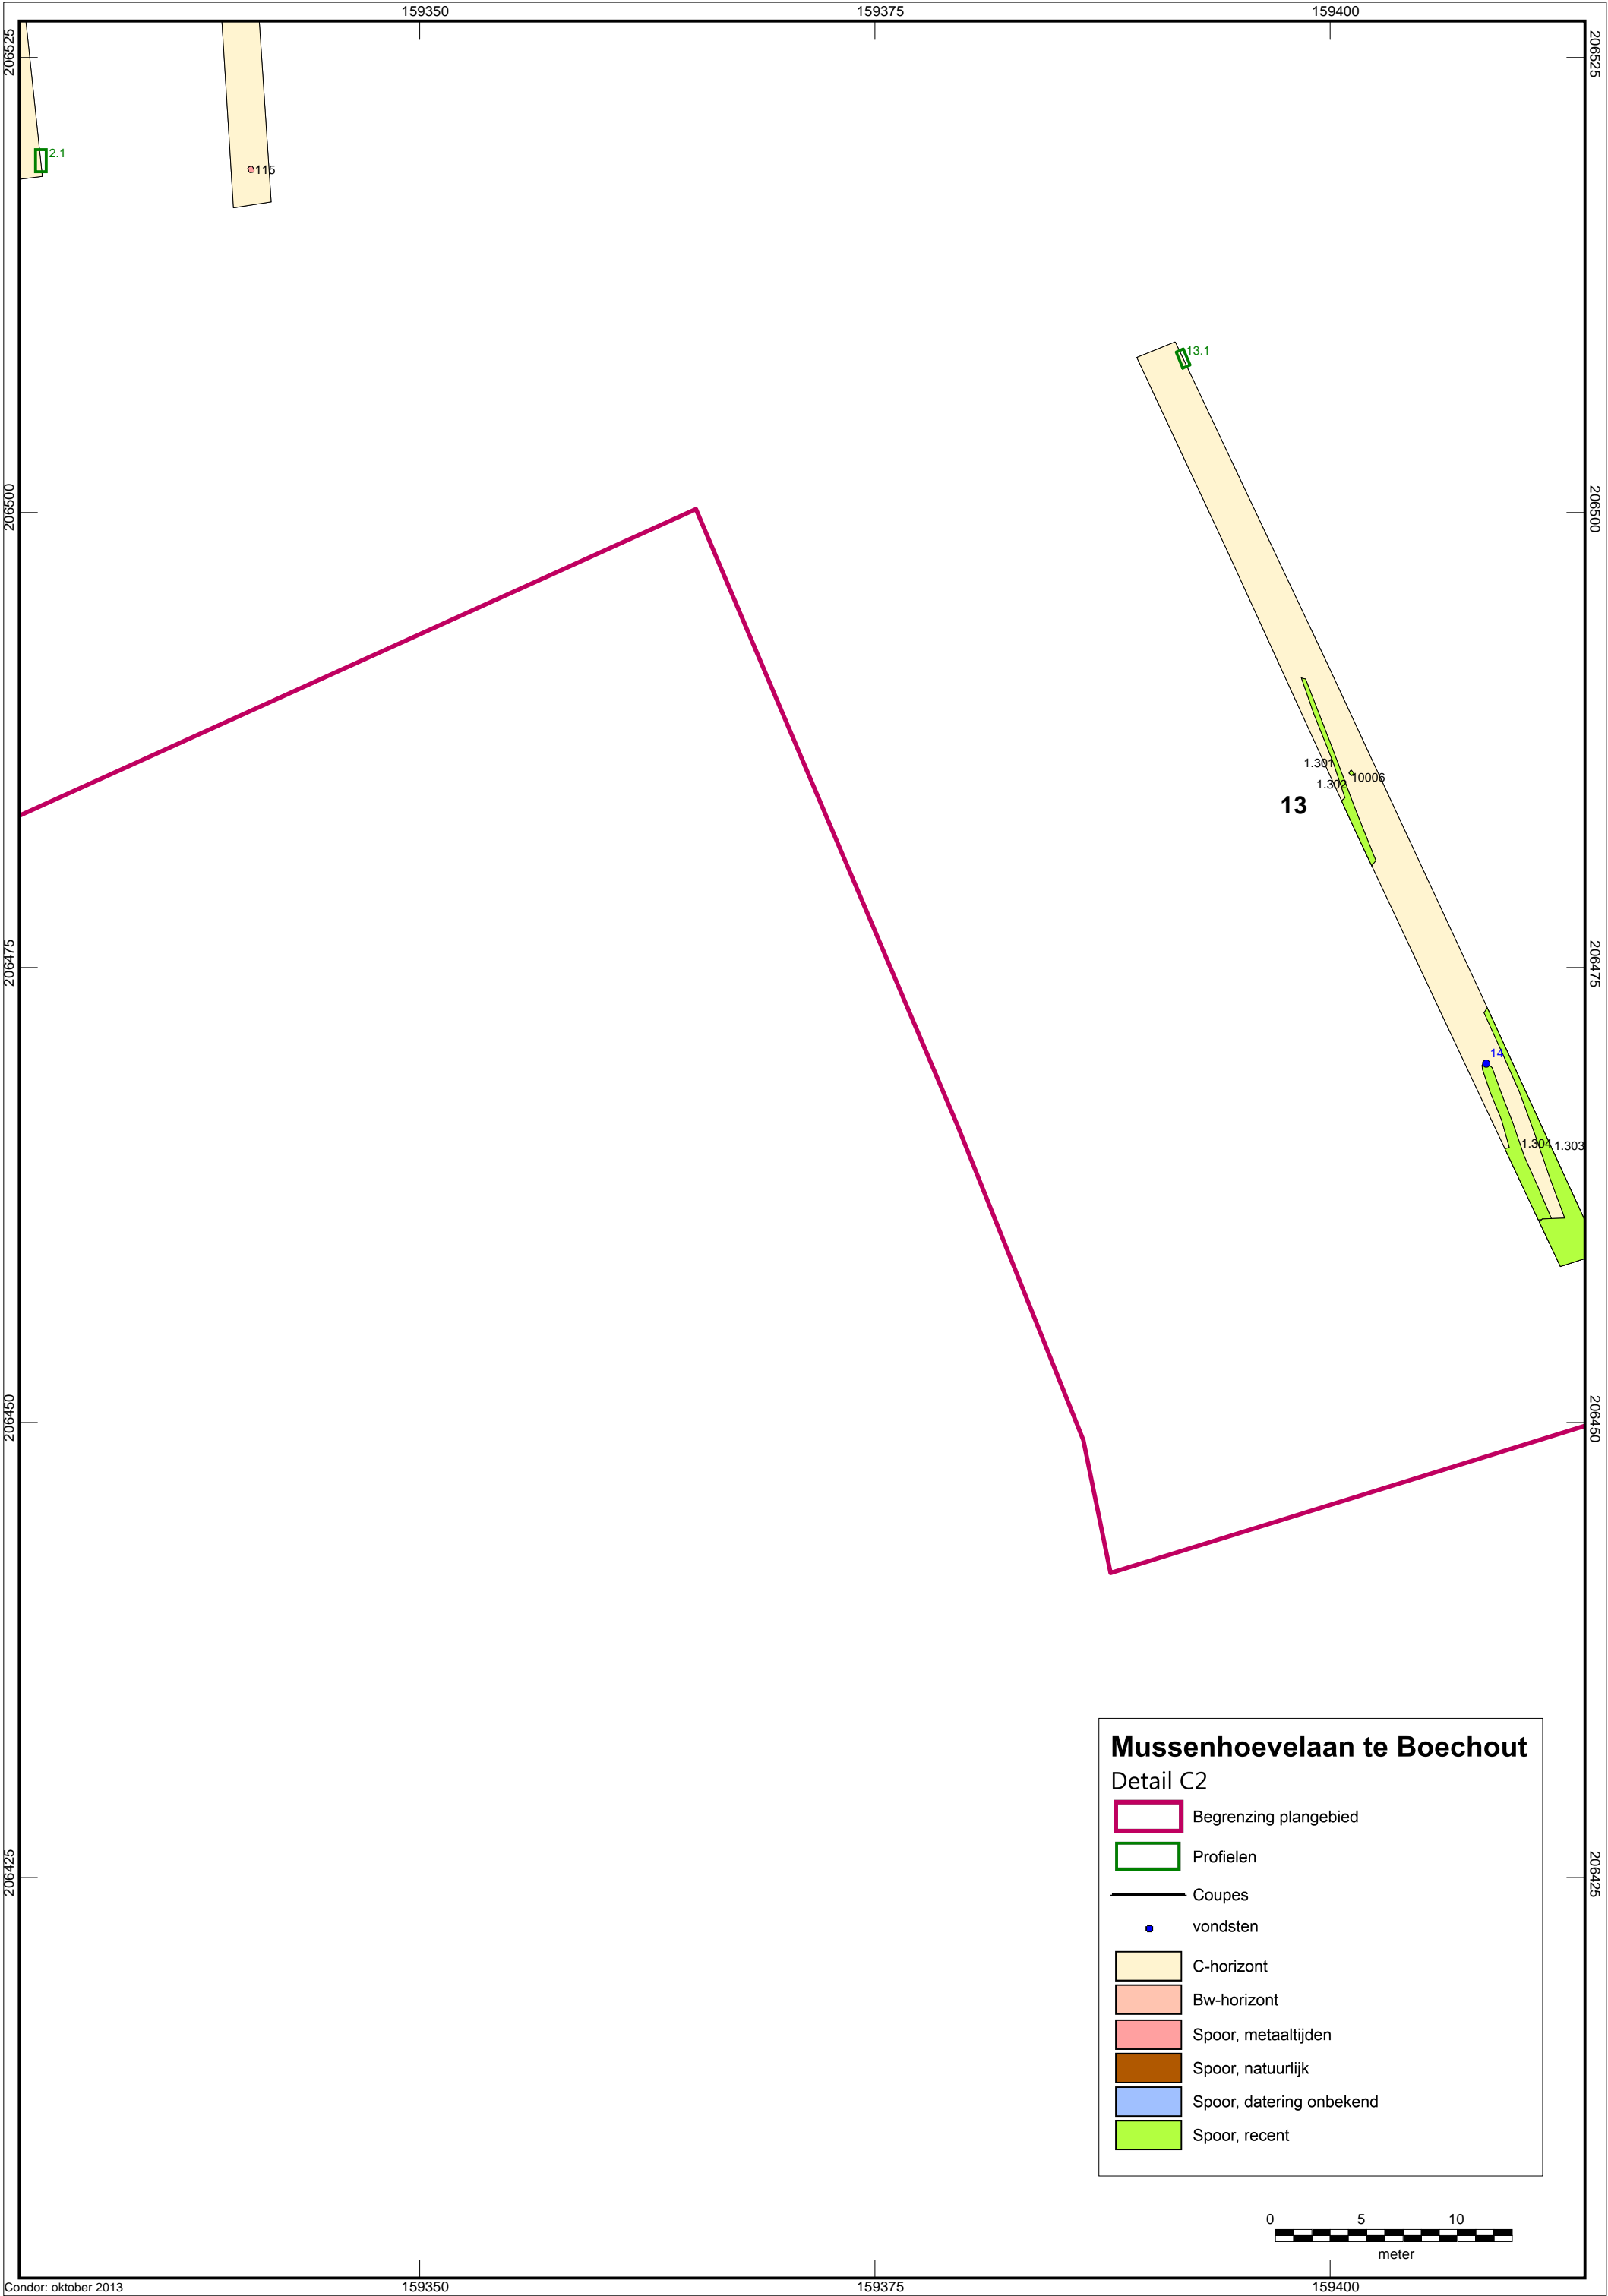 159350
159375
159400
206525
206525
2.1
115
13.1
206500
206500
1.301
10006
1.302
13
206475
206475
14
1.304
1.303
206450
206450
Mussenhoevelaan te Boechout
Detail C2
Begrenzing plangebied
Profielen
206425
206425
Coupes
vondsten
C-horizont
Bw-horizont
Spoor, metaaltijden
Spoor, natuurlijk
Spoor, datering onbekend
Spoor, recent
0 5 10
meter
Condor: oktober 2013
159350
159375
159400